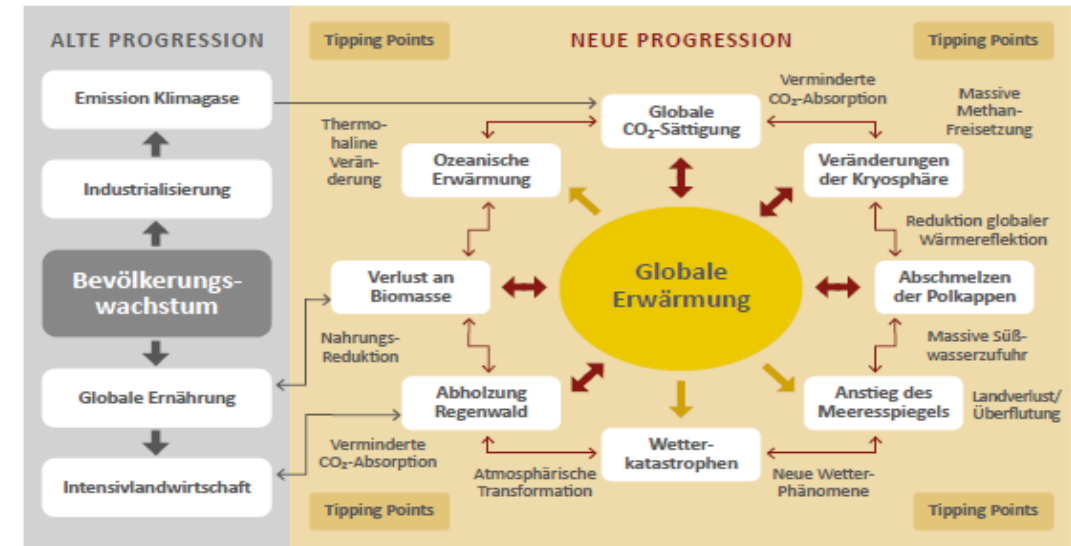 ALTE PROGRESSION
Emission Klimagase
Industrialisierung
Bevölkerungs-
wachstum
Globale Ernährung
Intensivlandwirtschaft
Tipping Points
NEUE PROGRESSION
Tipping Points
Thermo-
haline
Verän-
derung
Ozeanische
Erwärmung
Globale
CO₂-Sättigung
Verminderte
CO₂-Absorption
Massive
Methan-
Freisetzung
Veränderungen
der Kryosphäre
Reduktion globaler
Wärmereflektion
Verlust an
Biomasse
Globale
Erwärmung
Abschmelzen
der Polkappen
Nahrungs-
Reduktion
Massive Süß-
wasserzufuhr
Abholzung
Regenwald
Anstieg des
Meeresspiegels
Landverlust/
Überflutung
Verminderte
CO₂-Absorption
Atmosphärische
Transformation
Wetter-
katastrophen
Neue Wetter-
Phänomene
Tipping Points
Tipping Points